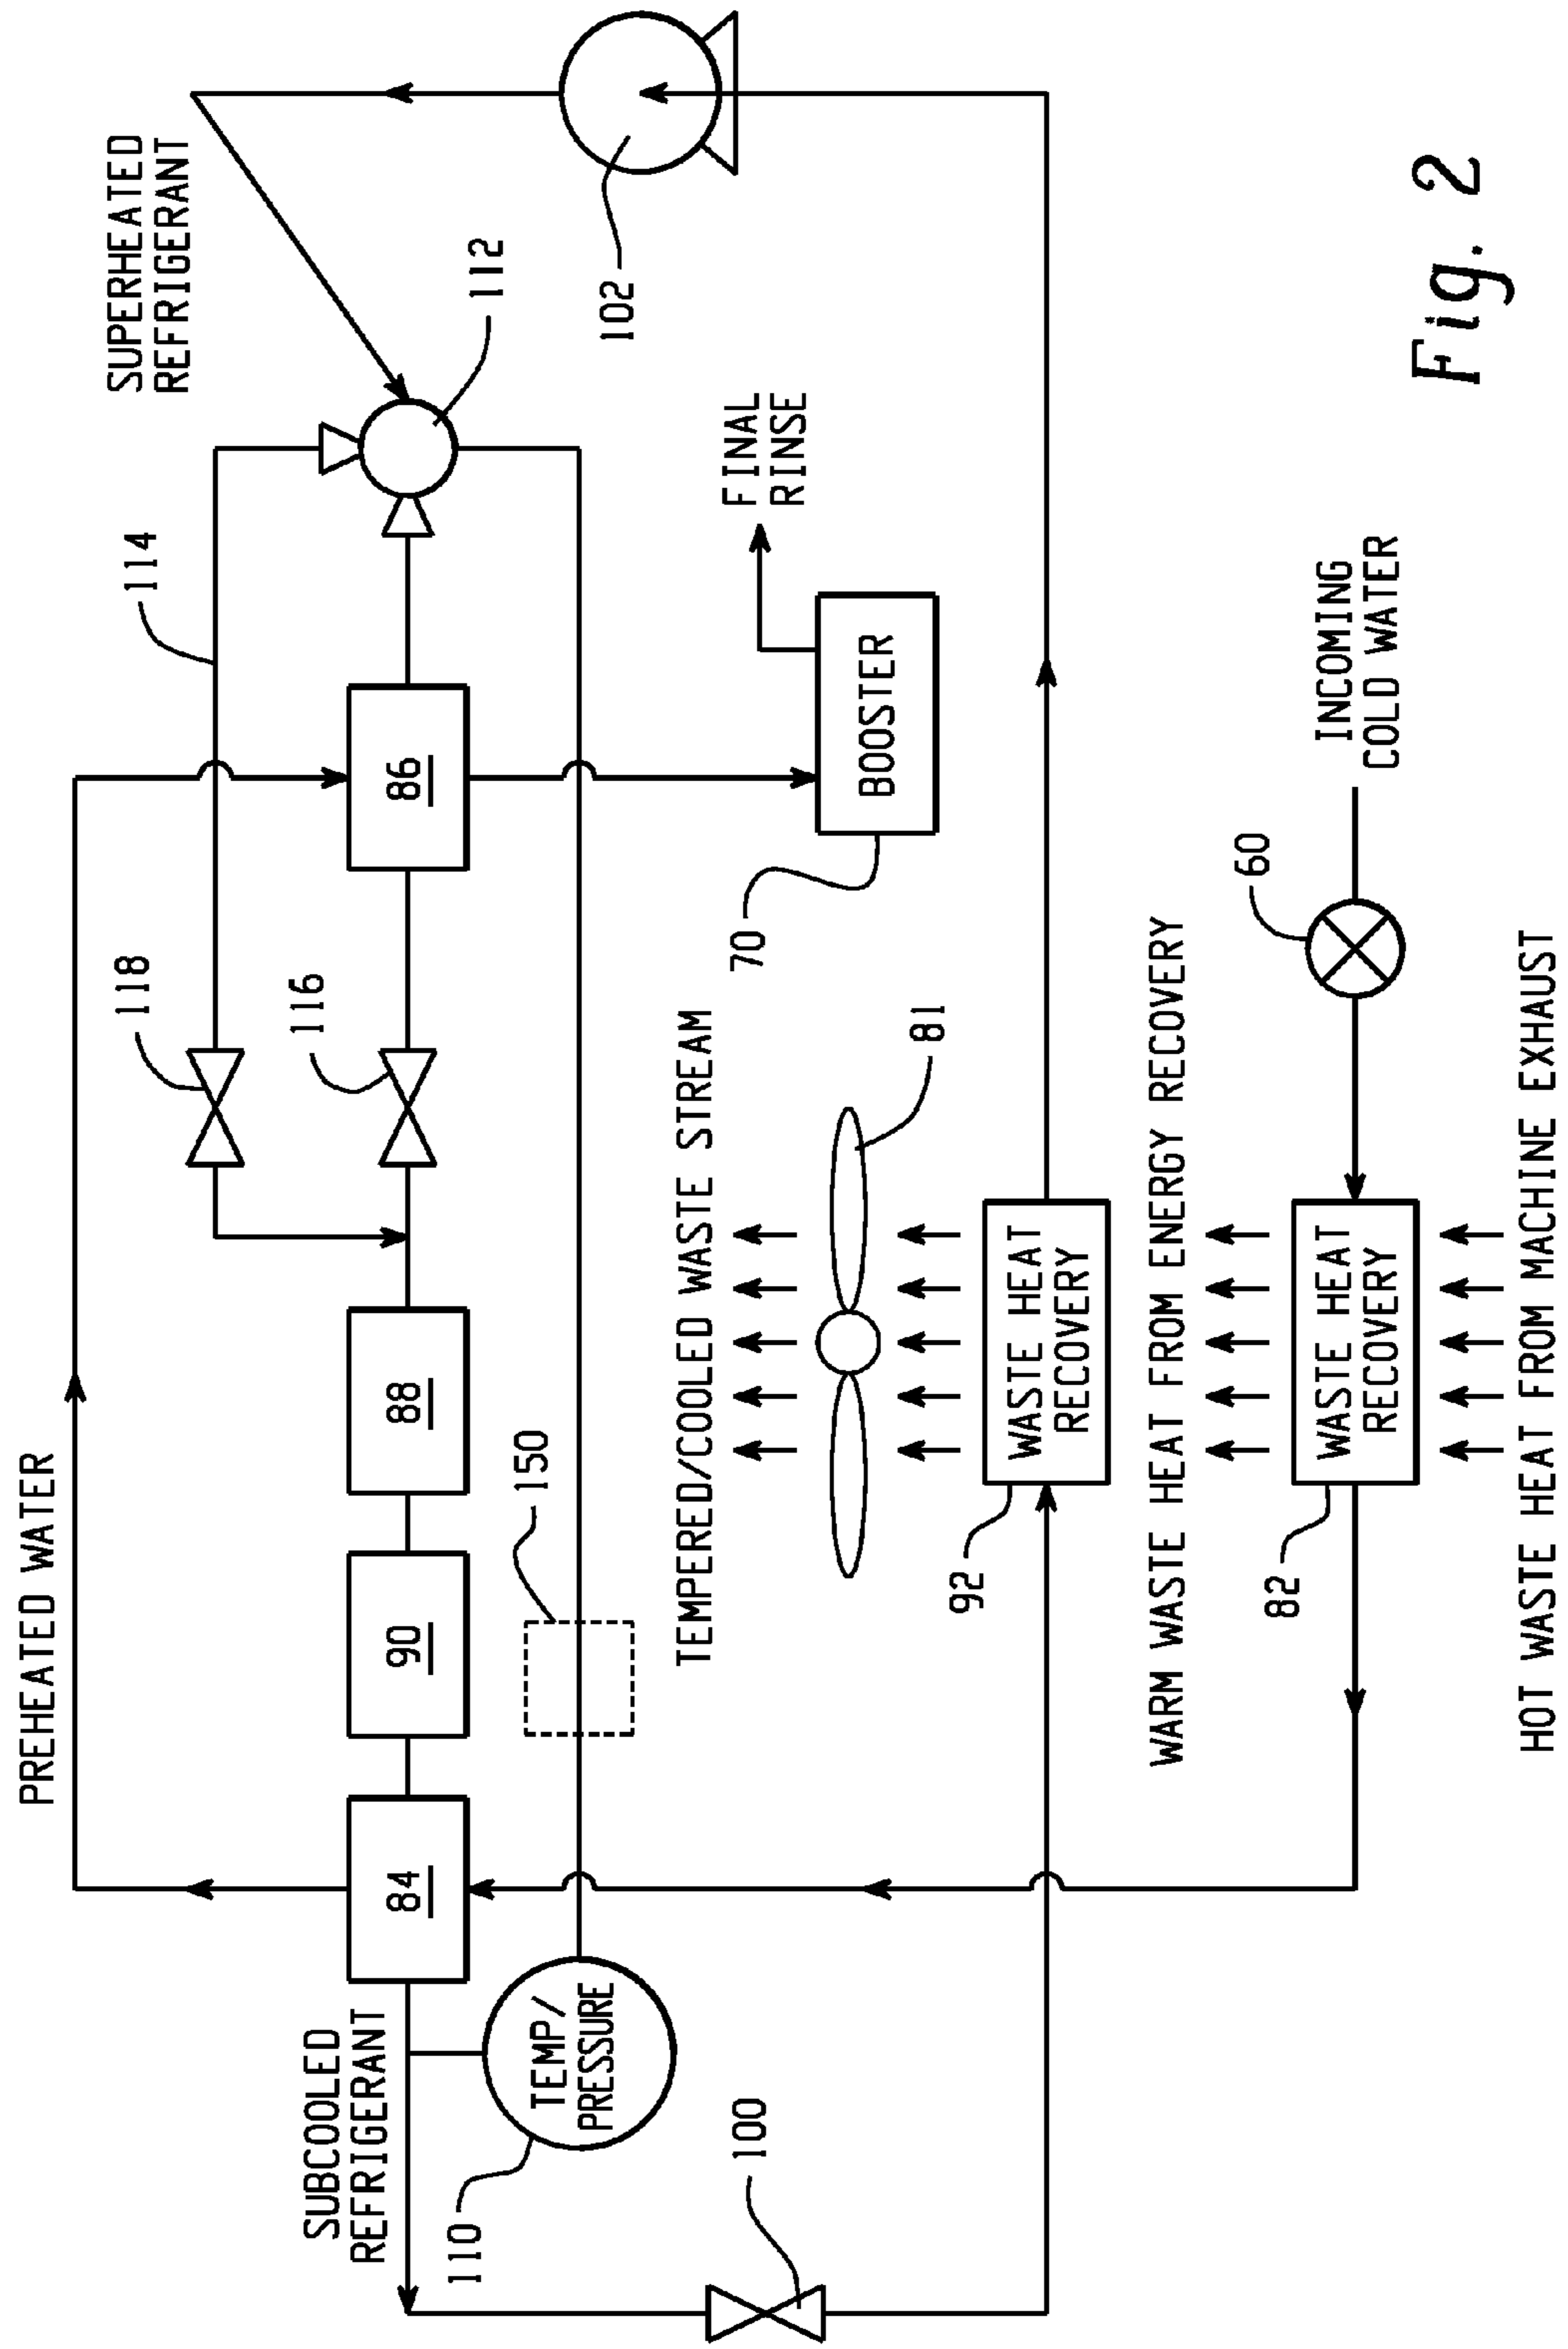 PREHEATED WATER
SUPERHEATED
REFRIGERANT
114
118
116
112
SUBCOOLED
REFRIGERANT
84
90
88
86
110
TEMP/
PRESSURE
150
102
FINAL
RINSE
70
BOOSTER
100
TEMPERED/COOLED WASTE STREAM
81
92
WASTE HEAT
RECOVERY
WARM WASTE HEAT FROM ENERGY RECOVERY
60
INCOMING
COLD WATER
82
WASTE HEAT
RECOVERY
HOT WASTE HEAT FROM MACHINE EXHAUST
Fig. 2